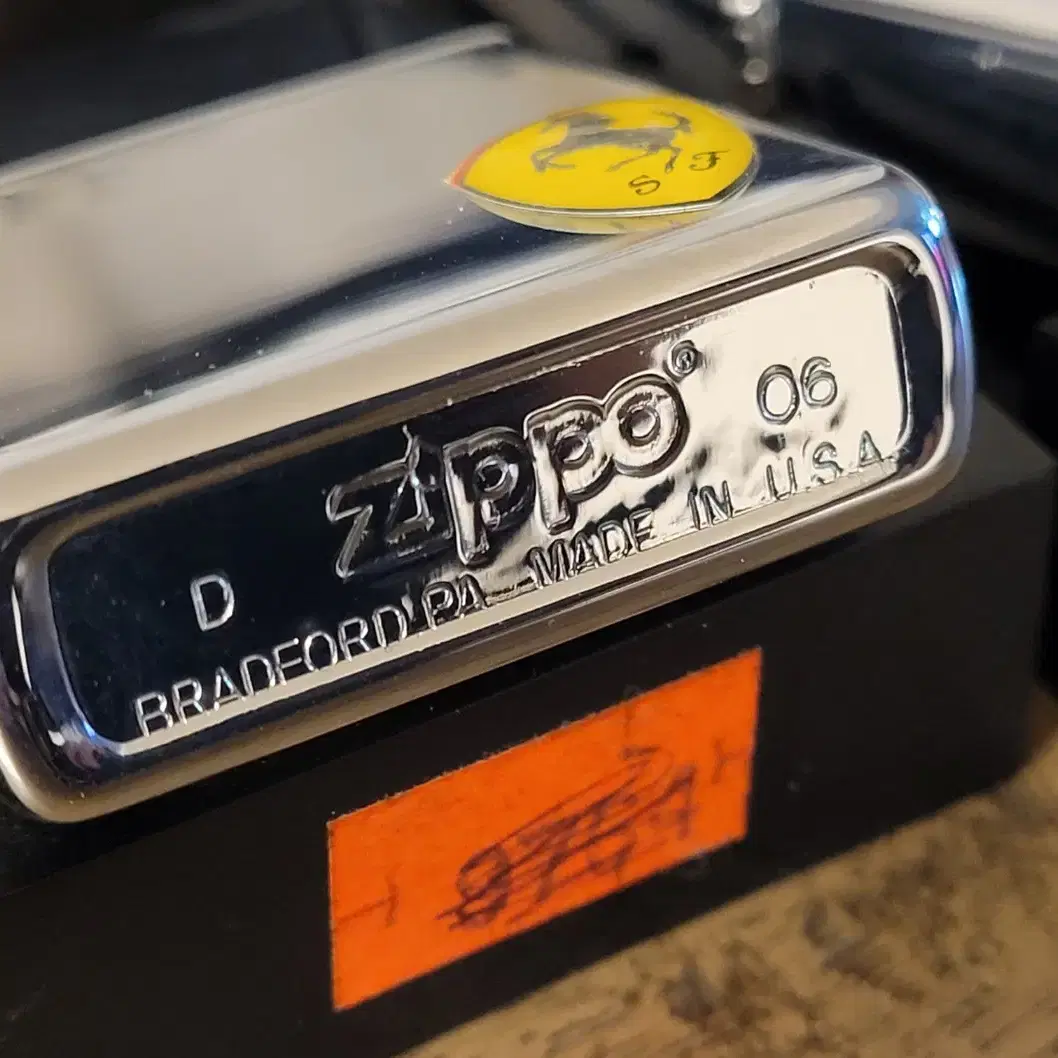 S F
zippo®
D 06
BRADFORD, PA. MADE IN U.S.A.